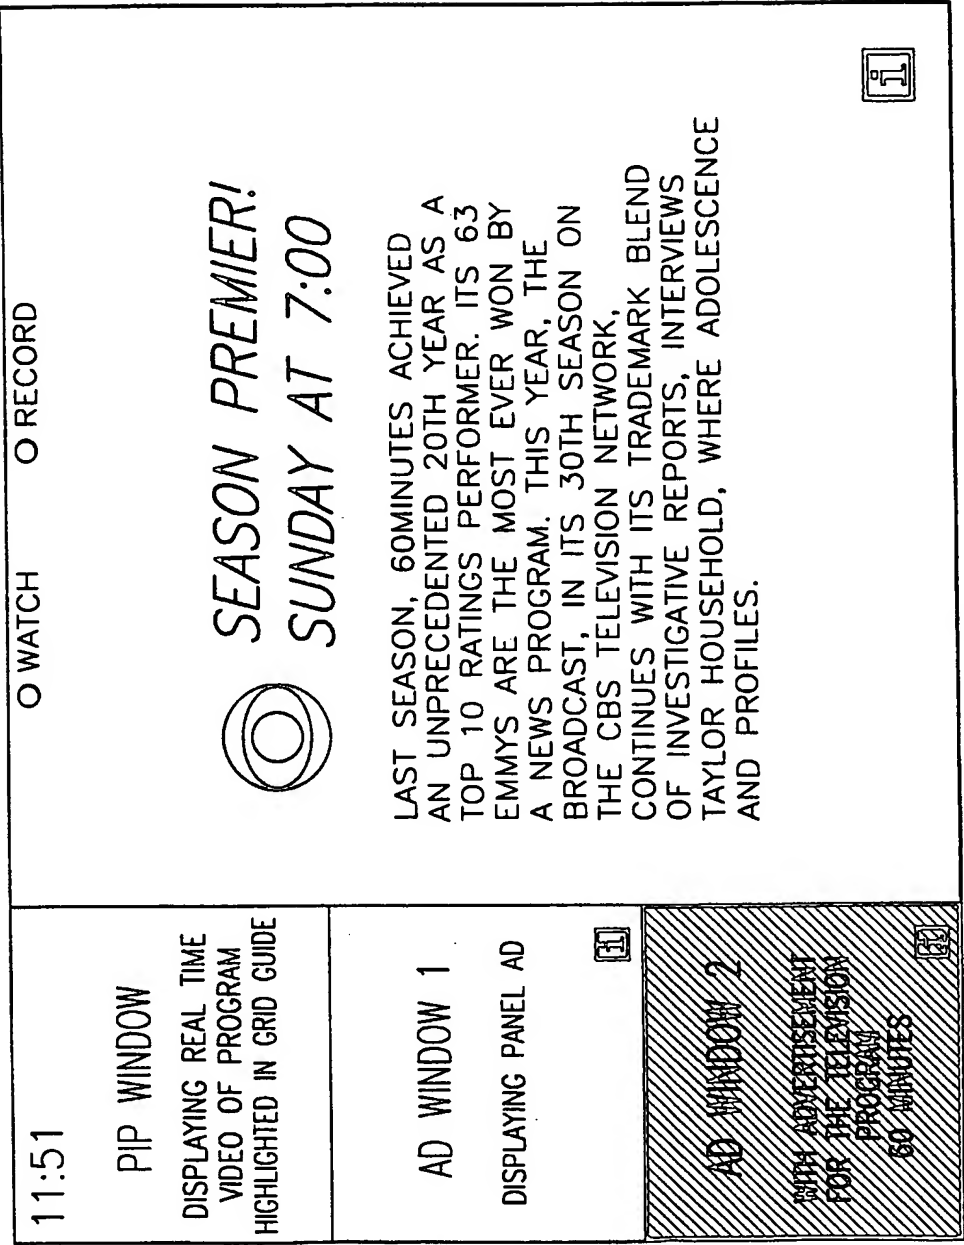 11:51
PIP WINDOW
DISPLAYING REAL TIME
VIDEO OF PROGRAM
HIGHLIGHTED IN GRID GUIDE
AD WINDOW 1
DISPLAYING PANEL AD
i
AD WINDOW 2
WITH ADVERTISEMENT
FOR THE TELEVISION
PROGRAM
60 MINUTES
i
O WATCH O RECORD
SEASON PREMIER!
SUNDAY AT 7:00
LAST SEASON, 60MINUTES ACHIEVED
AN UNPRECEDENTED 20TH YEAR AS A
TOP 10 RATINGS PERFORMER. ITS 63
EMMYS ARE THE MOST EVER WON BY
A NEWS PROGRAM. THIS YEAR, THE
BROADCAST, IN ITS 30TH SEASON ON
THE CBS TELEVISION NETWORK,
CONTINUES WITH ITS TRADEMARK BLEND
OF INVESTIGATIVE REPORTS, INTERVIEWS
TAYLOR HOUSEHOLD, WHERE ADOLESCENCE
AND PROFILES.
i